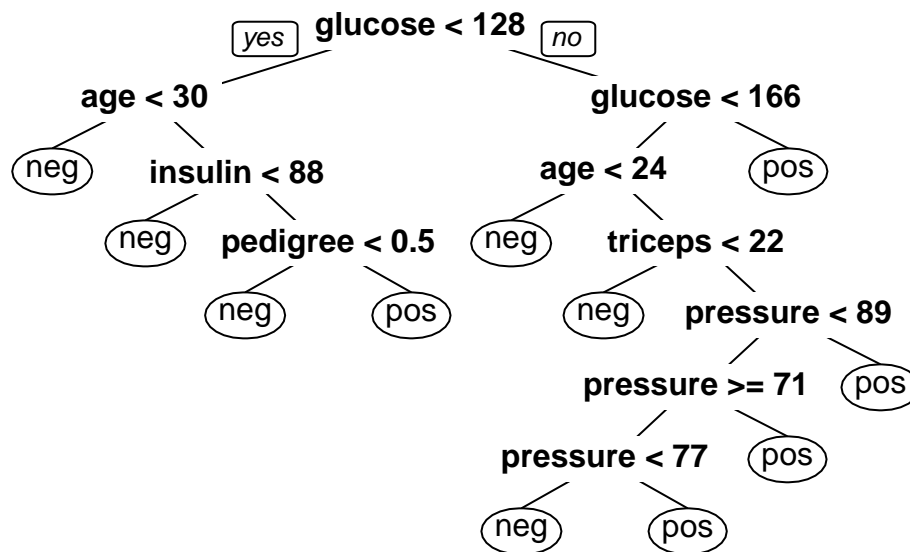 yes glucose < 128 no
age < 30 glucose < 166
neg insulin < 88 age < 24 pos
neg pedigree < 0.5 neg triceps < 22
neg pos neg pressure < 89
pressure >= 71 pos
pressure < 77 pos
neg pos